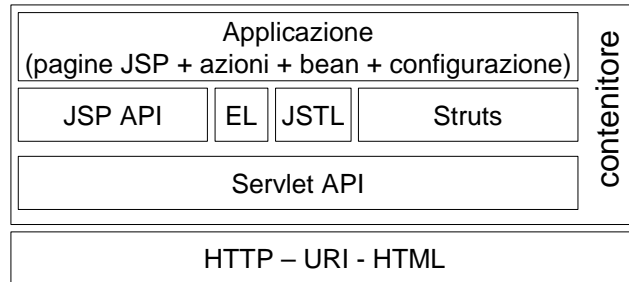 Applicazione
(pagine JSP + azioni + bean + configurazione)
JSP API EL JSTL Struts
Servlet API
contenitore
HTTP – URI - HTML